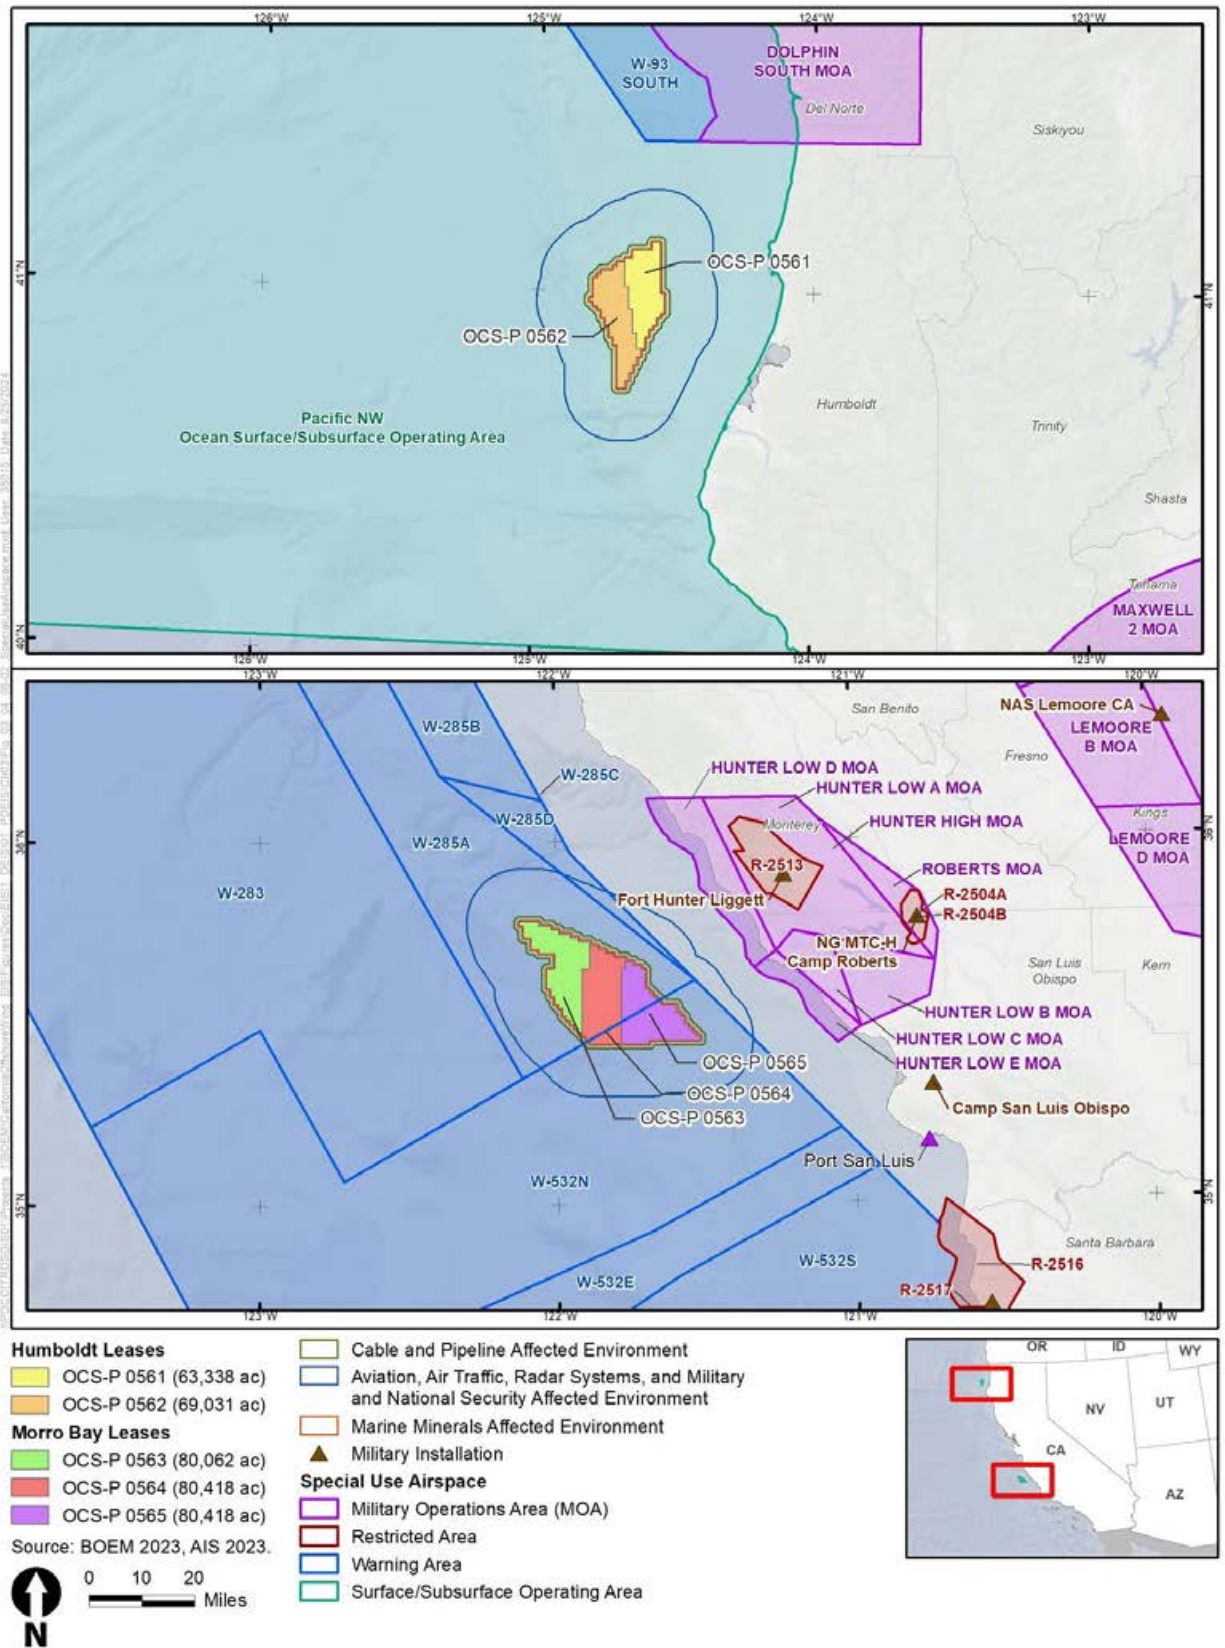 126°W
125°W
124°W
123°W
W-93
SOUTH
DOLPHIN
SOUTH MOA
Del Norte
Siskiyou
41°N
41°N
OCS-P 0561
OCS-P 0562
Pacific NW
Ocean Surface/Subsurface Operating Area
Humboldt
Trinity
Shasta
Tehama
MAXWELL
2 MOA
40°N
126°W
125°W
124°W
123°W
123°W
122°W
121°W
120°W
San Benito
NAS Lemoore CA
LEMOORE
B MOA
W-285B
Fresno
HUNTER LOW D MOA
W-285C
HUNTER LOW A MOA
Kings
W-285D
Monterey
HUNTER HIGH MOA
36°N
36°N
W-285A
LEMOORE
D MOA
R-2513
ROBERTS MOA
W-283
Fort Hunter Liggett
R-2504A
R-2504B
NG MTC-H
Camp Roberts
San Luis
Obispo
Kern
HUNTER LOW B MOA
HUNTER LOW C MOA
HUNTER LOW E MOA
OCS-P 0565
OCS-P 0564
OCS-P 0563
Camp San Luis Obispo
Port San Luis
W-532N
35°N
35°N
Santa Barbara
W-532S
R-2516
W-532E
R-2517
123°W
122°W
121°W
120°W
Humboldt Leases
OCS-P 0561 (63,338 ac)
OCS-P 0562 (69,031 ac)
Morro Bay Leases
OCS-P 0563 (80,062 ac)
OCS-P 0564 (80,418 ac)
OCS-P 0565 (80,418 ac)
Source: BOEM 2023, AIS 2023.
N
0 10 20
Miles
Cable and Pipeline Affected Environment
Aviation, Air Traffic, Radar Systems, and Military
and National Security Affected Environment
Marine Minerals Affected Environment
Military Installation
Special Use Airspace
Military Operations Area (MOA)
Restricted Area
Warning Area
Surface/Subsurface Operating Area
OR
ID
WY
NV
UT
CA
AZ